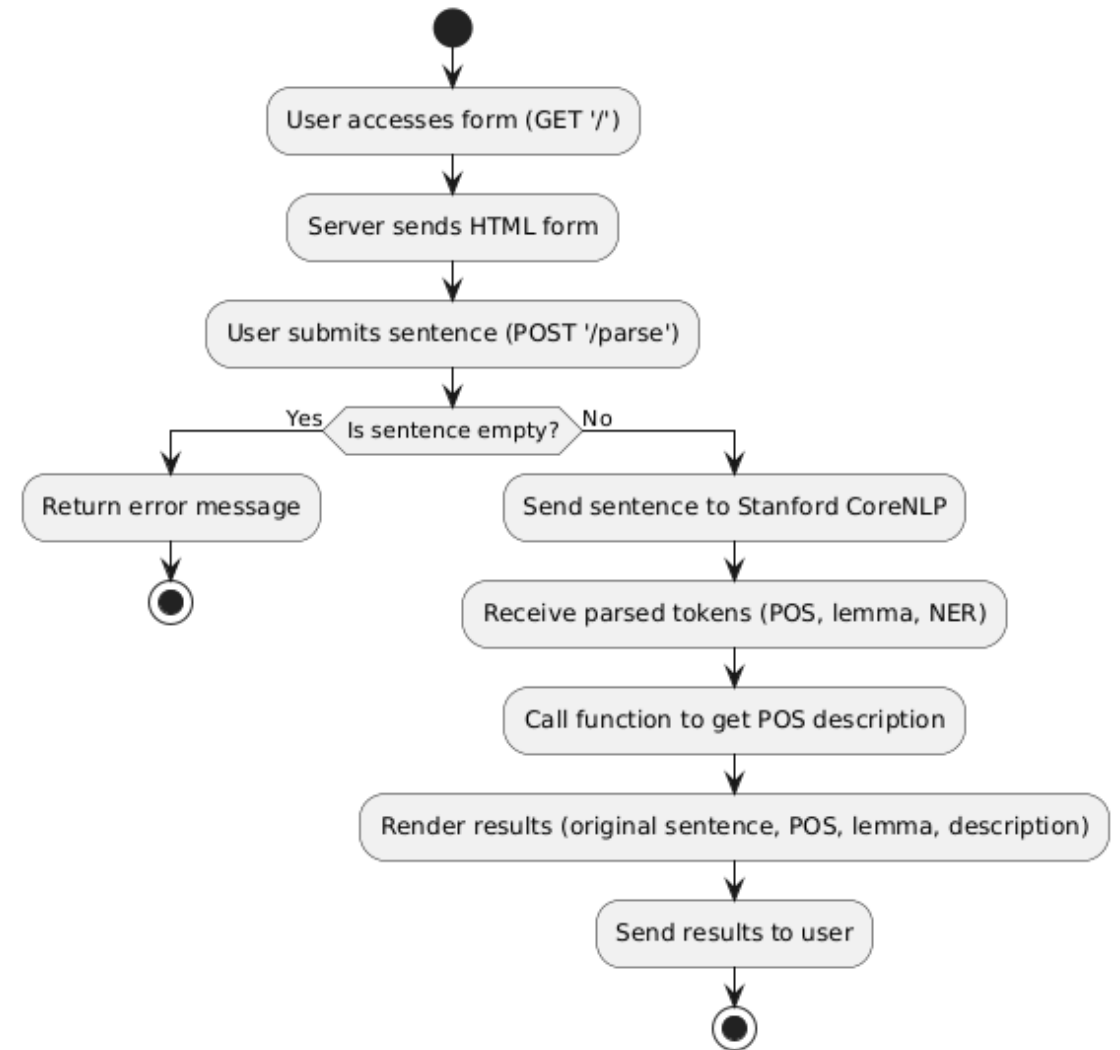 User accesses form (GET '/')
Server sends HTML form
User submits sentence (POST '/parse')
Yes
Is sentence empty?
No
Return error message
Send sentence to Stanford CoreNLP
Receive parsed tokens (POS, lemma, NER)
Call function to get POS description
Render results (original sentence, POS, lemma, description)
Send results to user